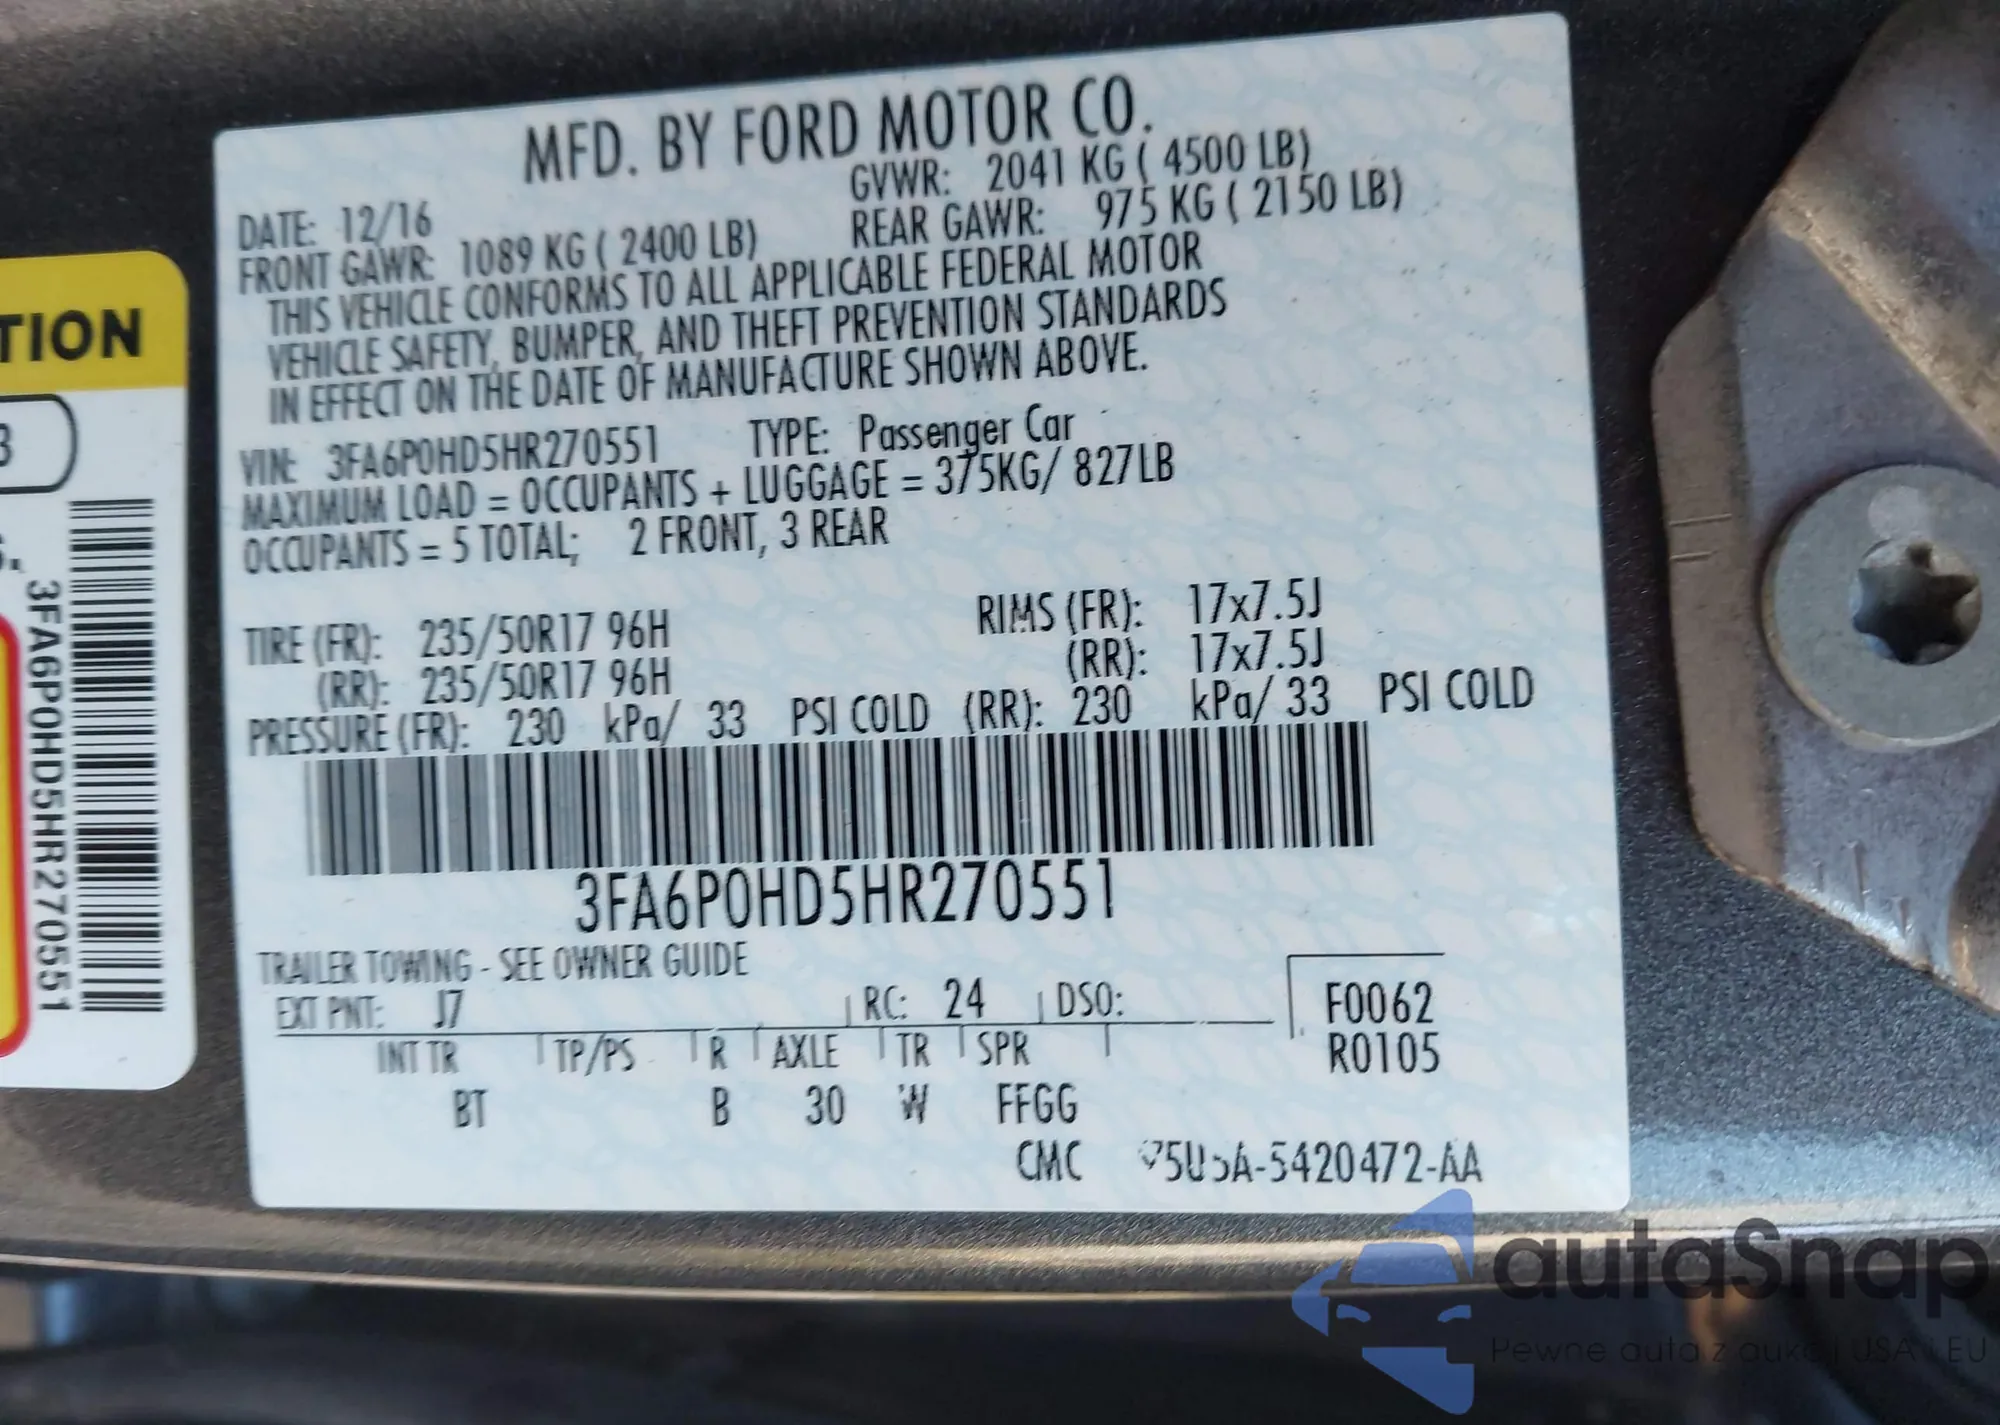 MFD. BY FORD MOTOR CO.
DATE: 12/16 GVWR: 2041 KG ( 4500 LB)
FRONT GAWR: 1089 KG ( 2400 LB) REAR GAWR: 975 KG ( 2150 LB)
THIS VEHICLE CONFORMS TO ALL APPLICABLE FEDERAL MOTOR
VEHICLE SAFETY, BUMPER, AND THEFT PREVENTION STANDARDS
IN EFFECT ON THE DATE OF MANUFACTURE SHOWN ABOVE.
VIN: 3FA6P0HD5HR270551 TYPE: Passenger Car
MAXIMUM LOAD = OCCUPANTS + LUGGAGE = 375KG/ 827LB
OCCUPANTS = 5 TOTAL; 2 FRONT, 3 REAR
TIRE (FR): 235/50R17 96H RIMS (FR): 17x7.5J
(RR): 235/50R17 96H (RR): 17x7.5J
PRESSURE (FR): 230 kPa/ 33 PSI COLD (RR): 230 kPa/ 33 PSI COLD
3FA6P0HD5HR270551
TRAILER TOWING - SEE OWNER GUIDE
EXT PNT: J7 RC: 24 DSO: F0062
INT TR TP/PS R AXLE TR SPR R0105
BT B 30 W FFGG
CMC
TION
3
3FA6P0HD5HR270551
autaSnap
Pewne auta z aukcji USA i EU